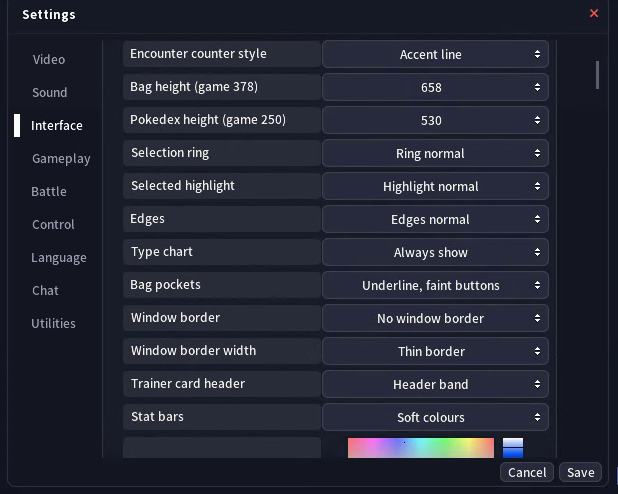 Settings
Video
Sound
Interface
Gameplay
Battle
Control
Language
Chat
Utilities
Encounter counter style Accent line
Bag height (game 378) 658
Pokedex height (game 250) 530
Selection ring Ring normal
Selected highlight Highlight normal
Edges Edges normal
Type chart Always show
Bag pockets Underline, faint buttons
Window border No window border
Window border width Thin border
Trainer card header Header band
Stat bars Soft colours
Cancel Save